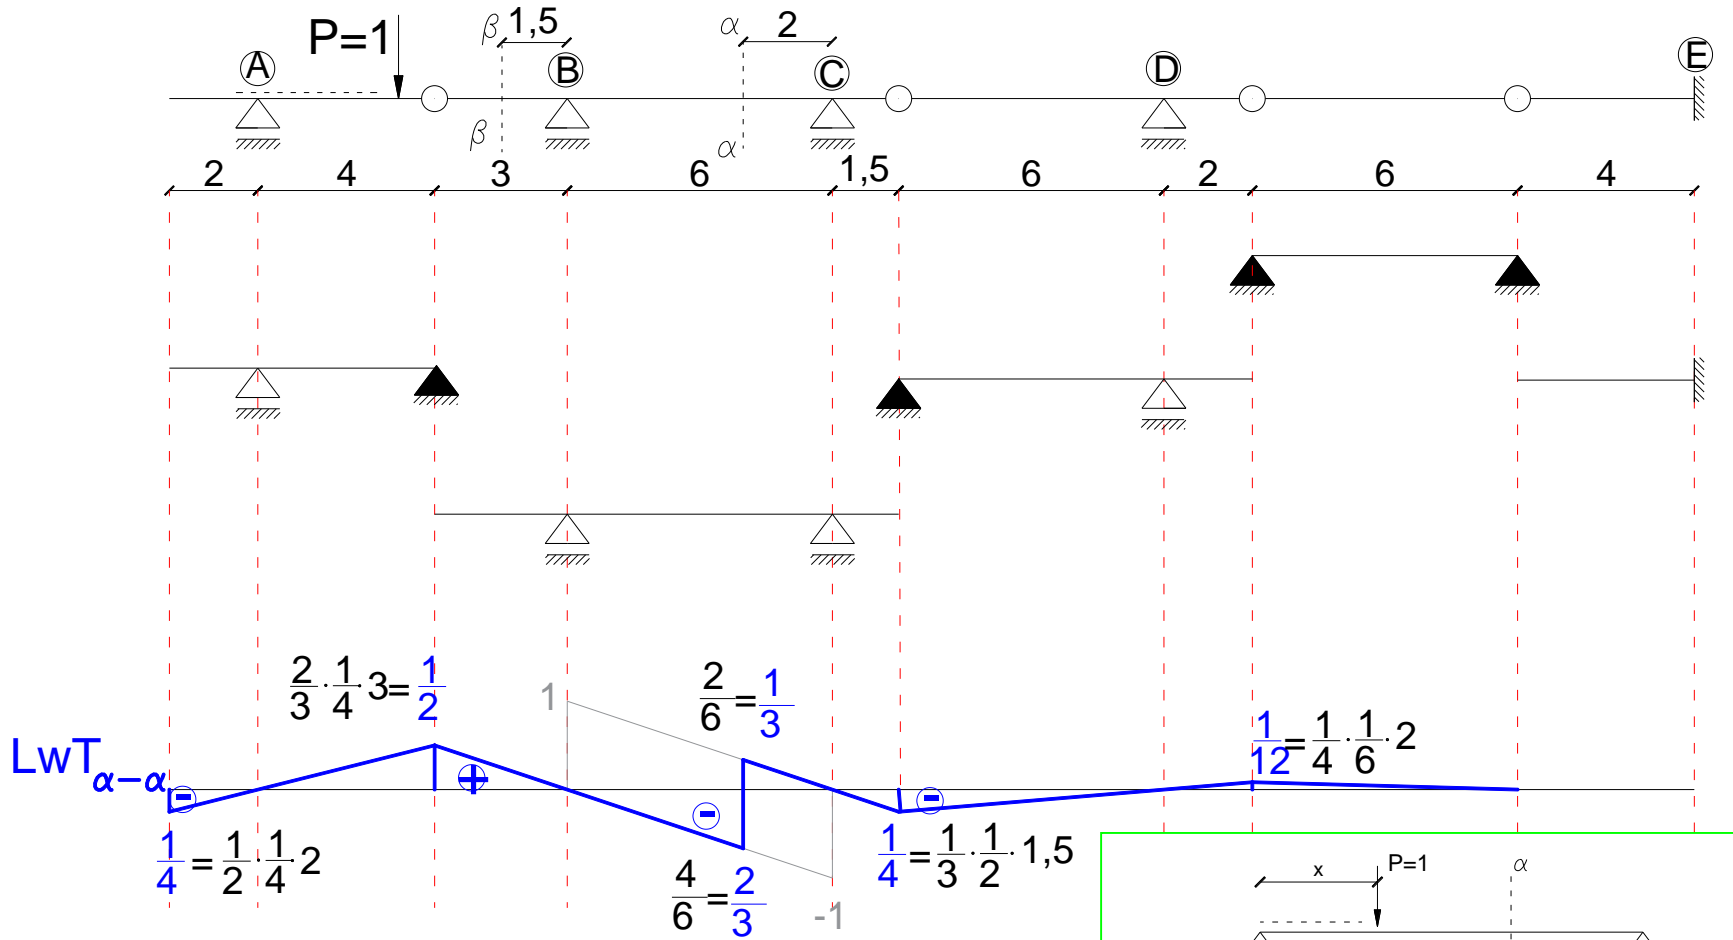 P=1
β 1,5
α 2
A B C D E
β α
2 4 3 6 1,5 6 2 6 4
2/3 · 1/4 · 3 = 1/2
1
2/6 = 1/3
1/12 = 1/4 · 1/6 · 2
LwT α-α
- + - -
1/4 = 1/2 · 1/4 · 2
4/6 = 2/3
-1
1/4 = 1/3 · 1/2 · 1,5
x P=1 α